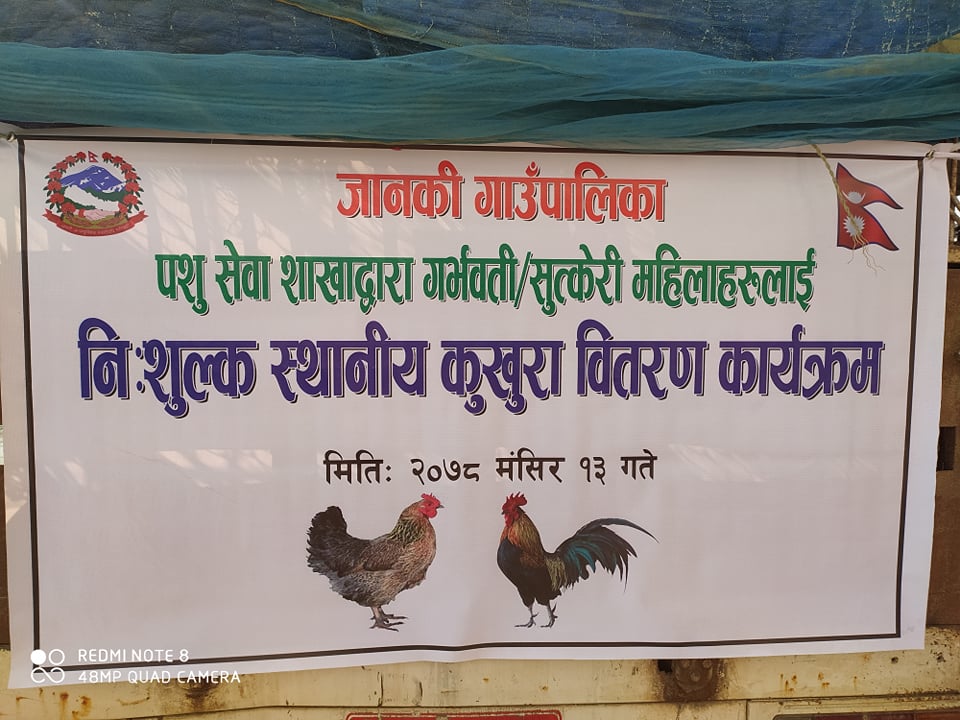 जानकी गाउँपालिका
पशु सेवा शाखाद्वारा गर्भवती/सुत्केरी महिलाहरुलाई
निःशुल्क स्थानीय कुखुरा वितरण कार्यक्रम
मितिः २०७८ मंसिर १३ गते
REDMI NOTE 8
48MP QUAD CAMERA